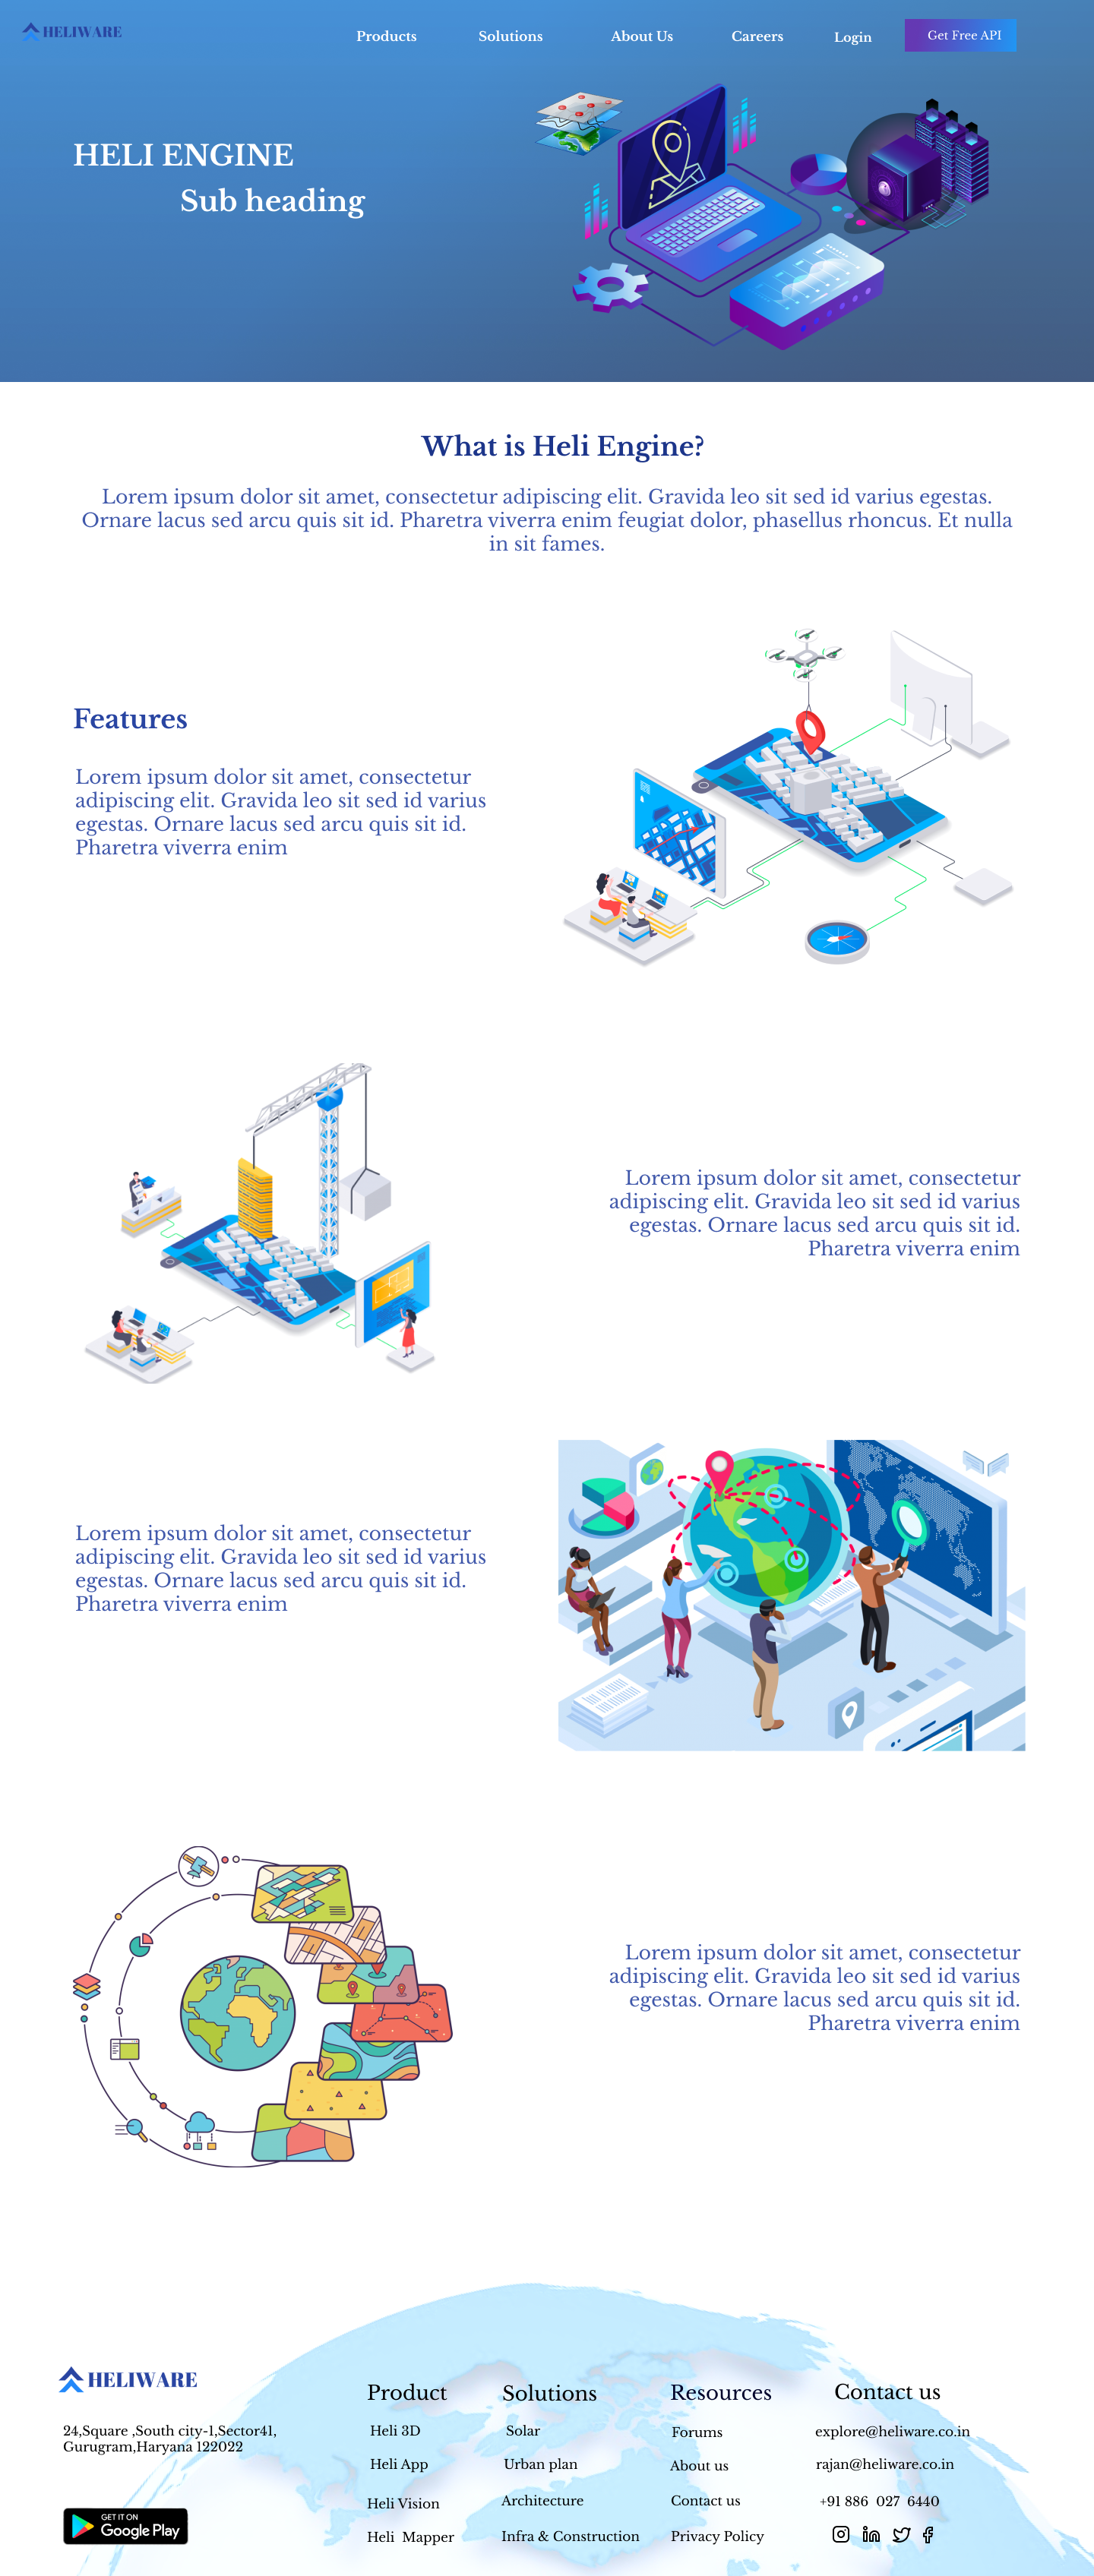 HELIWARE
Products Solutions About Us Careers Login Get Free API
HELI ENGINE
Sub heading
What is Heli Engine?
Lorem ipsum dolor sit amet, consectetur adipiscing elit. Gravida leo sit sed id varius egestas.
Ornare lacus sed arcu quis sit id. Pharetra viverra enim feugiat dolor, phasellus rhoncus. Et nulla
in sit fames.
Features
Lorem ipsum dolor sit amet, consectetur
adipiscing elit. Gravida leo sit sed id varius
egestas. Ornare lacus sed arcu quis sit id.
Pharetra viverra enim
Lorem ipsum dolor sit amet, consectetur
adipiscing elit. Gravida leo sit sed id varius
egestas. Ornare lacus sed arcu quis sit id.
Pharetra viverra enim
Lorem ipsum dolor sit amet, consectetur
adipiscing elit. Gravida leo sit sed id varius
egestas. Ornare lacus sed arcu quis sit id.
Pharetra viverra enim
Lorem ipsum dolor sit amet, consectetur
adipiscing elit. Gravida leo sit sed id varius
egestas. Ornare lacus sed arcu quis sit id.
Pharetra viverra enim
HELIWARE
24,Square ,South city-1,Sector41,
Gurugram,Haryana 122022
GET IT ON
Google Play
Product
Heli 3D
Heli App
Heli Vision
Heli Mapper
Solutions
Solar
Urban plan
Architecture
Infra & Construction
Resources
Forums
About us
Contact us
Privacy Policy
Contact us
explore@heliware.co.in
rajan@heliware.co.in
+91 886 027 6440